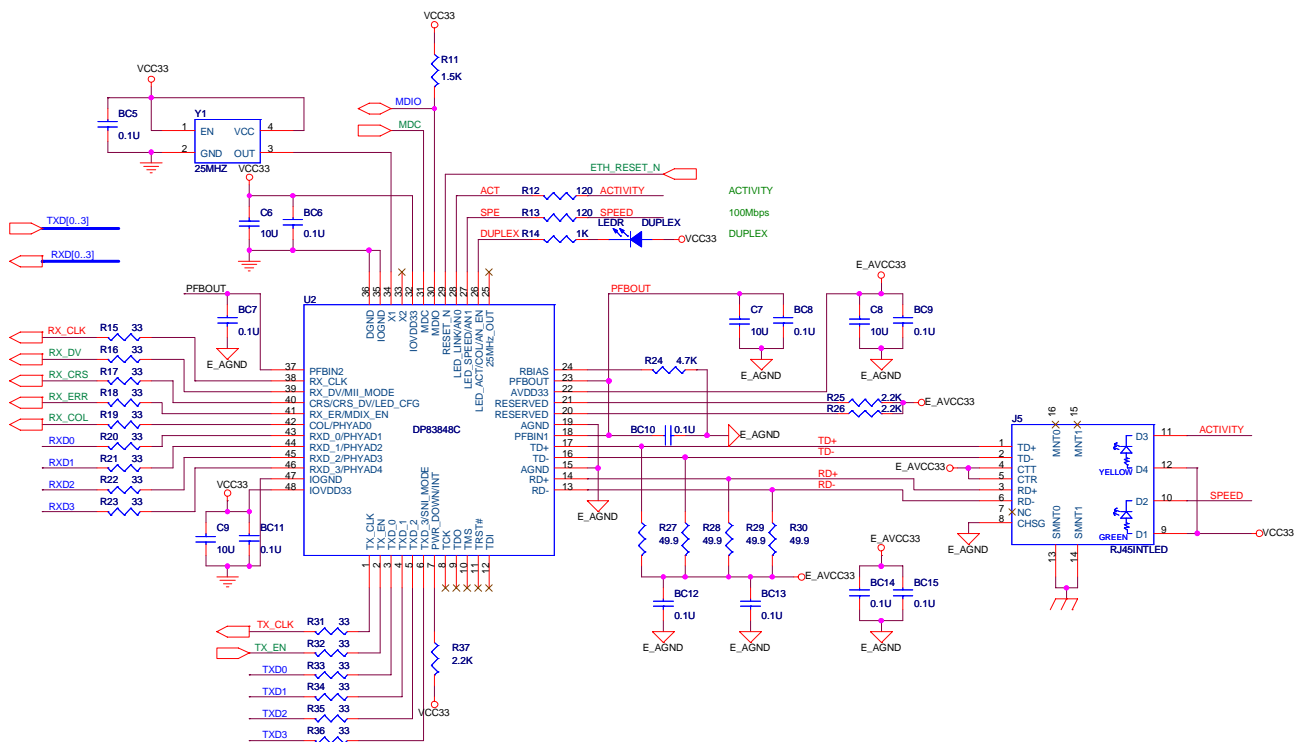 VCC33
VCC33
R11
1.5K
MDIO
MDC
BC5
0.1U
Y1
1 EN VCC 4
2 GND OUT 3
25MHZ
VCC33
C6
10U
BC6
0.1U
ETH_RESET_N
ACT R12 120 ACTIVITY ACTIVITY
SPE R13 120 SPEED 100Mbps
LEDR DUPLEX
DUPLEX R14 1K VCC33 DUPLEX
TXD[0..3]
RXD[0..3]
PFBOUT
BC7
0.1U
E_AGND
U2
DP83848C
36 DGND
35 IOGND
34 X1
33 X2
32 IOVDD33
31 MDC
30 MDIO
29 RESET_N
28 LED_LINK/AN0
27 LED_SPEED/AN1
26 LED_ACT/COL/AN_EN
25 25MHZ_OUT
RX_CLK R15 33
RX_DV R16 33
RX_CRS R17 33
RX_ERR R18 33
RX_COL R19 33
RXD0 R20 33
RXD1 R21 33
RXD2 R22 33
RXD3 R23 33
37 PFBIN2
38 RX_CLK
39 RX_DV/MII_MODE
40 CRS/CRS_DV/LED_CFG
41 RX_ER/MDIX_EN
42 COL/PHYAD0
43 RXD_0/PHYAD1
44 RXD_1/PHYAD2
45 RXD_2/PHYAD3
46 RXD_3/PHYAD4
47 IOGND
48 IOVDD33
RBIAS 24
PFBOUT 23
AVDD33 22
RESERVED 21
RESERVED 20
AGND 19
PFBIN1 18
TD+ 17
TD- 16
AGND 15
RD+ 14
RD- 13
TX_CLK 1
TX_EN 2
TXD_0 3
TXD_1 4
TXD_2 5
TXD_3/SNI_MODE 6
PWR_DOWN/INT 7
TCK 8
TDO 9
TMS 10
TRST# 11
TDI 12
VCC33
C9
10U
BC11
0.1U
PFBOUT
C7
10U
BC8
0.1U
E_AGND
E_AVCC33
C8
10U
BC9
0.1U
E_AGND
R24 4.7K
R25 2.2K
R26 2.2K
E_AVCC33
BC10 0.1U
E_AGND
TD+
TD-
RD+
RD-
E_AGND
R27
49.9
R28
49.9
R29
49.9
R30
49.9
E_AVCC33
BC12
0.1U
E_AGND
BC13
0.1U
E_AGND
E_AVCC33
BC14
0.1U
BC15
0.1U
E_AGND
E_AVCC33
E_AGND
J5
16 MNT0
15 MNT1
1 TD+
2 TD-
4 CTT
5 CTR
3 RD+
6 RD-
7 NC
8 CHSG
SMNT0 13
SMNT1 14
D3 11 ACTIVITY
YELLOW
D4 12
D2 10 SPEED
GREEN
D1 9
VCC33
RJ45INTLED
TX_CLK R31 33
TX_EN R32 33
TXD0 R33 33
TXD1 R34 33
TXD2 R35 33
TXD3 R36 33
R37
2.2K
VCC33